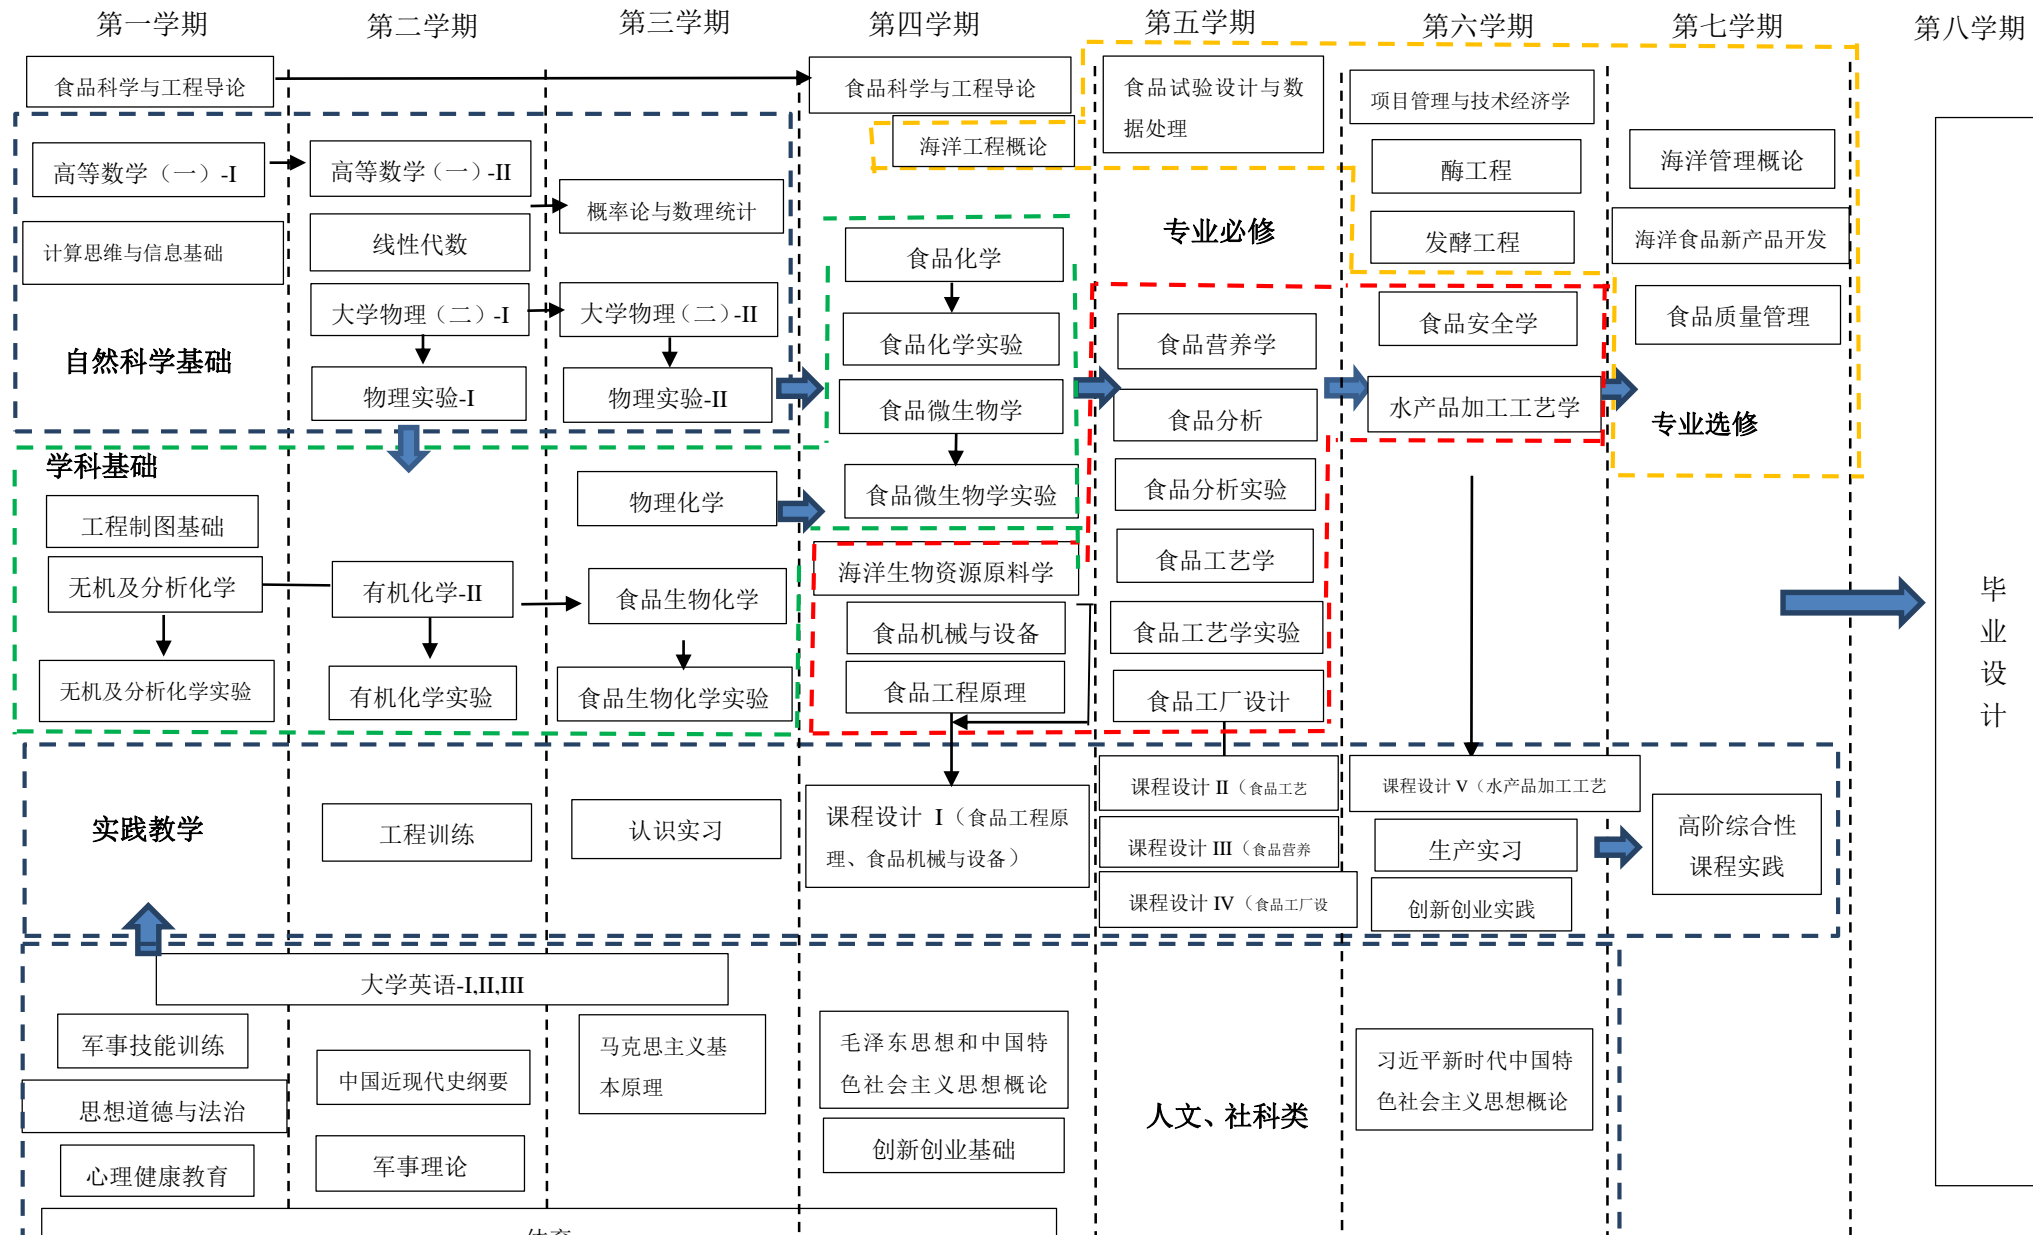 第一学期
第二学期
第三学期
第四学期
第五学期
第六学期
第七学期
第八学期
食品科学与工程导论
食品科学与工程导论
食品试验设计与数
据处理
项目管理与技术经济学
海洋工程概论
海洋管理概论
高等数学（一）-I
高等数学（一）-II
酶工程
概率论与数理统计
计算思维与信息基础
线性代数
专业必修
发酵工程
海洋食品新产品开发
食品化学
大学物理（二）-I
大学物理（二）-II
食品化学实验
食品营养学
食品安全学
食品质量管理
自然科学基础
物理实验-I
物理实验-II
食品微生物学
食品分析
水产品加工工艺学
专业选修
学科基础
物理化学
食品微生物学实验
食品分析实验
工程制图基础
无机及分析化学
有机化学-II
食品生物化学
海洋生物资源原料学
食品工艺学
食品机械与设备
食品工艺学实验
无机及分析化学实验
有机化学实验
食品生物化学实验
食品工程原理
食品工厂设计
毕
业
设
计
实践教学
工程训练
认识实习
课程设计 I（食品工程原
理、食品机械与设备）
课程设计 II（食品工艺
课程设计 III（食品营养
课程设计 IV（食品工厂设
课程设计 V（水产品加工工艺
生产实习
创新创业实践
高阶综合性
课程实践
大学英语-I,II,III
军事技能训练
思想道德与法治
心理健康教育
中国近现代史纲要
军事理论
马克思主义基
本原理
毛泽东思想和中国特
色社会主义思想概论
创新创业基础
人文、社科类
习近平新时代中国特
色社会主义思想概论
体育